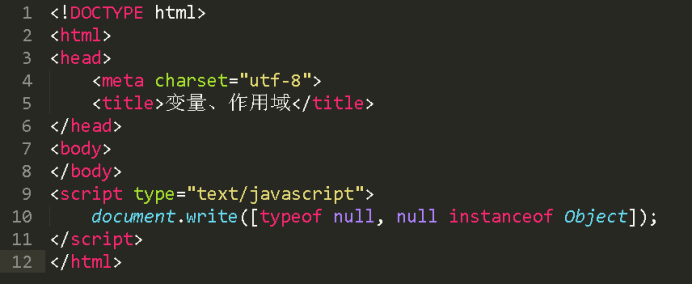 1 <!DOCTYPE html>
2 <html>
3 <head>
4     <meta charset="utf-8">
5     <title>变量、作用域</title>
6 </head>
7 <body>
8 </body>
9 <script type="text/javascript">
10     document.write([typeof null, null instanceof Object]);
11 </script>
12 </html>